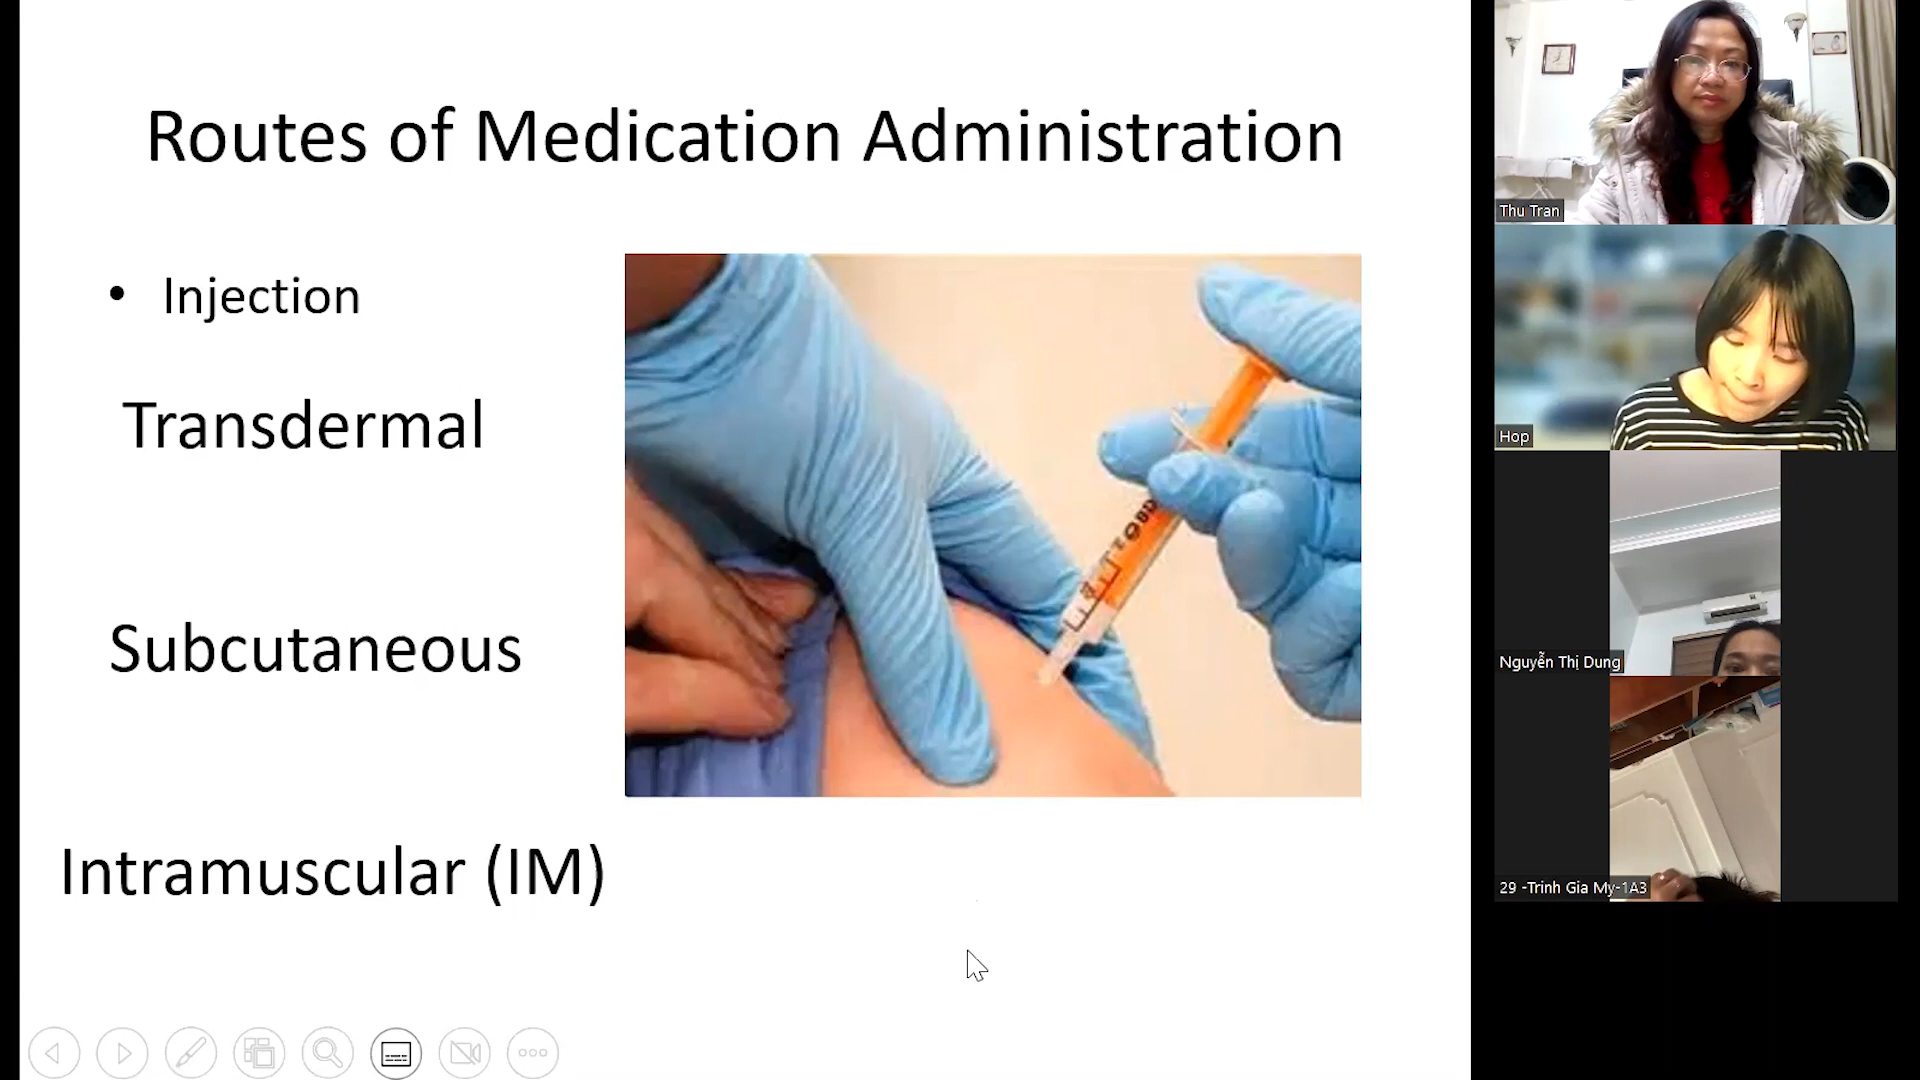 Routes of Medication Administration
• Injection
Transdermal
Subcutaneous
Intramuscular (IM)
Thu Tran
Hop
Nguyễn Thị Dung
29 -Trinh Gia My-1A3